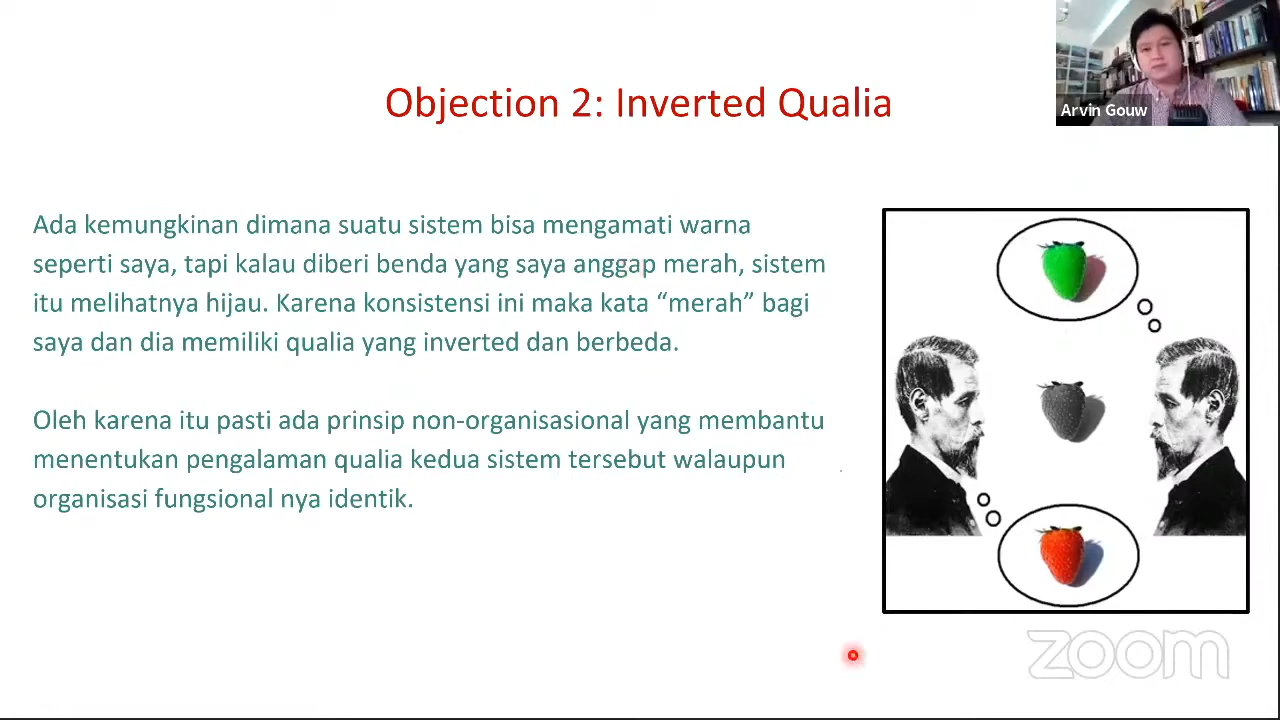 Objection 2: Inverted Qualia
Arvin Gouw
Ada kemungkinan dimana suatu sistem bisa mengamati warna
seperti saya, tapi kalau diberi benda yang saya anggap merah, sistem
itu melihatnya hijau. Karena konsistensi ini maka kata “merah” bagi
saya dan dia memiliki qualia yang inverted dan berbeda.
Oleh karena itu pasti ada prinsip non-organisasional yang membantu
menentukan pengalaman qualia kedua sistem tersebut walaupun
organisasi fungsional nya identik.
zoom